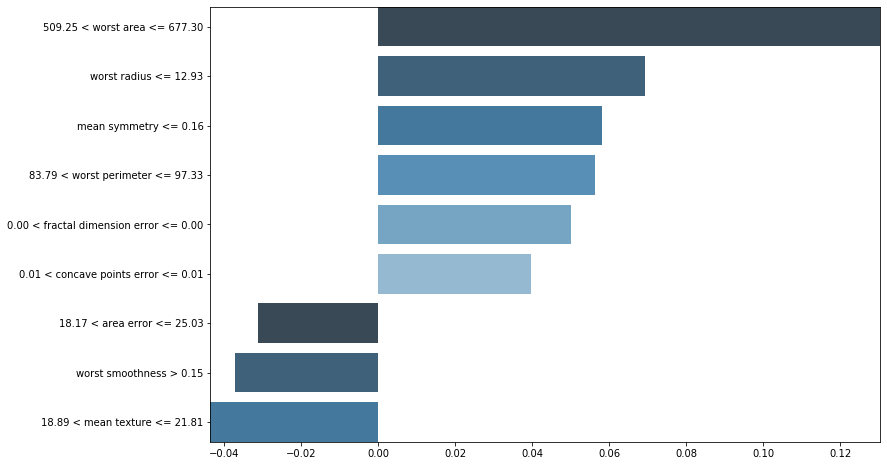 509.25 < worst area <= 677.30
worst radius <= 12.93
mean symmetry <= 0.16
83.79 < worst perimeter <= 97.33
0.00 < fractal dimension error <= 0.00
0.01 < concave points error <= 0.01
18.17 < area error <= 25.03
worst smoothness > 0.15
18.89 < mean texture <= 21.81
−0.04 −0.02 0.00 0.02 0.04 0.06 0.08 0.10 0.12